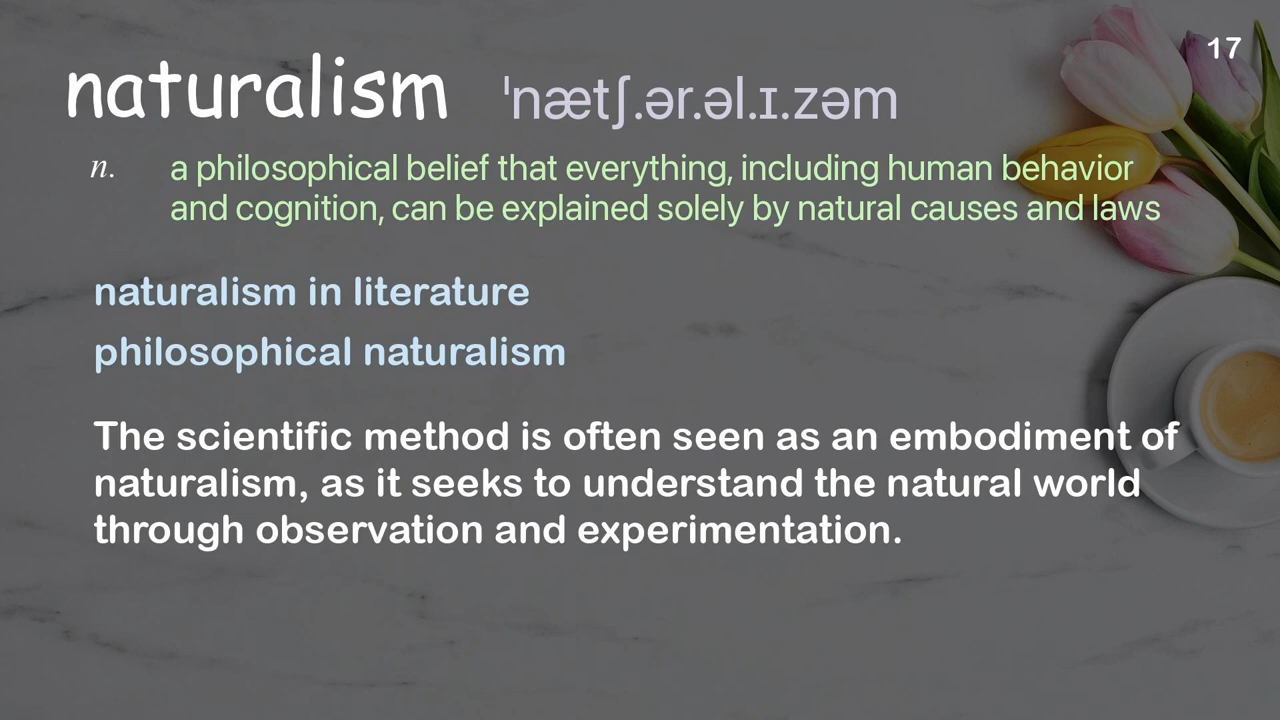 17
naturalism ˈnætʃ.ər.əl.ɪ.zəm
n. a philosophical belief that everything, including human behavior
and cognition, can be explained solely by natural causes and laws
naturalism in literature
philosophical naturalism
The scientific method is often seen as an embodiment of
naturalism, as it seeks to understand the natural world
through observation and experimentation.